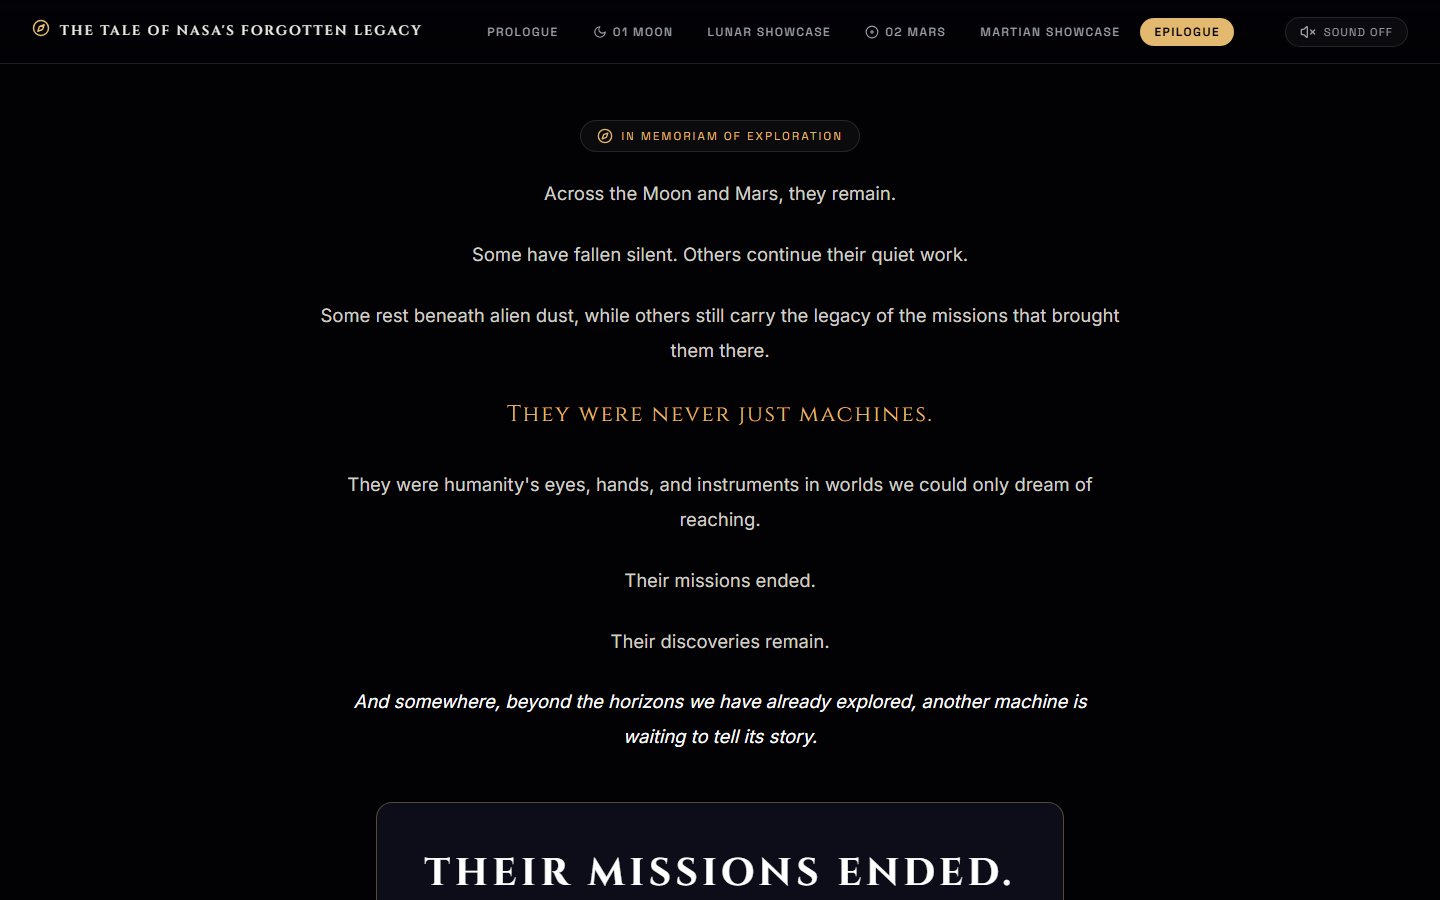 THE TALE OF NASA'S FORGOTTEN LEGACY
PROLOGUE
01 MOON
LUNAR SHOWCASE
02 MARS
MARTIAN SHOWCASE
EPILOGUE
SOUND OFF
IN MEMORIAM OF EXPLORATION
Across the Moon and Mars, they remain.
Some have fallen silent. Others continue their quiet work.
Some rest beneath alien dust, while others still carry the legacy of the missions that brought
them there.
They were never just machines.
They were humanity's eyes, hands, and instruments in worlds we could only dream of
reaching.
Their missions ended.
Their discoveries remain.
And somewhere, beyond the horizons we have already explored, another machine is
waiting to tell its story.
THEIR MISSIONS ENDED.